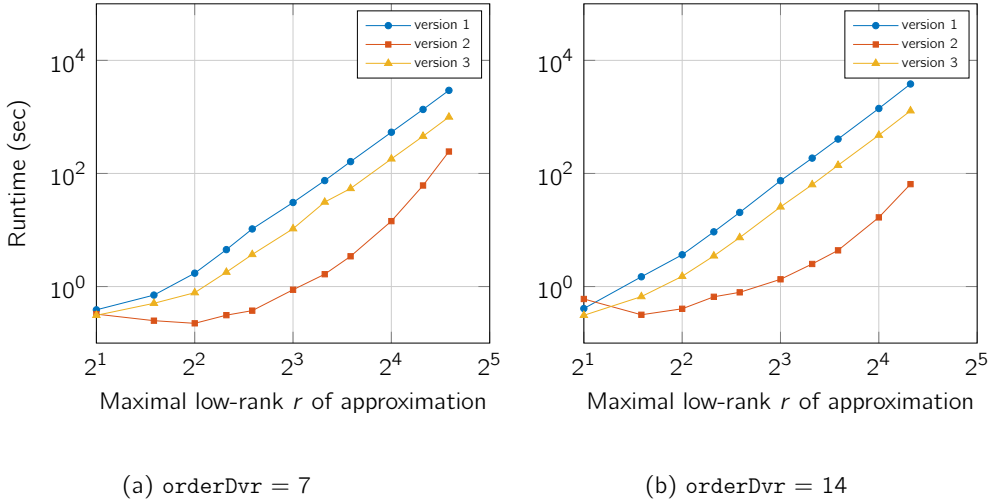 version 1
version 2
version 3
10^4
10^2
10^0
Runtime (sec)
2^1 2^2 2^3 2^4 2^5
Maximal low-rank r of approximation
(a) orderDvr = 7
version 1
version 2
version 3
10^4
10^2
10^0
2^1 2^2 2^3 2^4 2^5
Maximal low-rank r of approximation
(b) orderDvr = 14